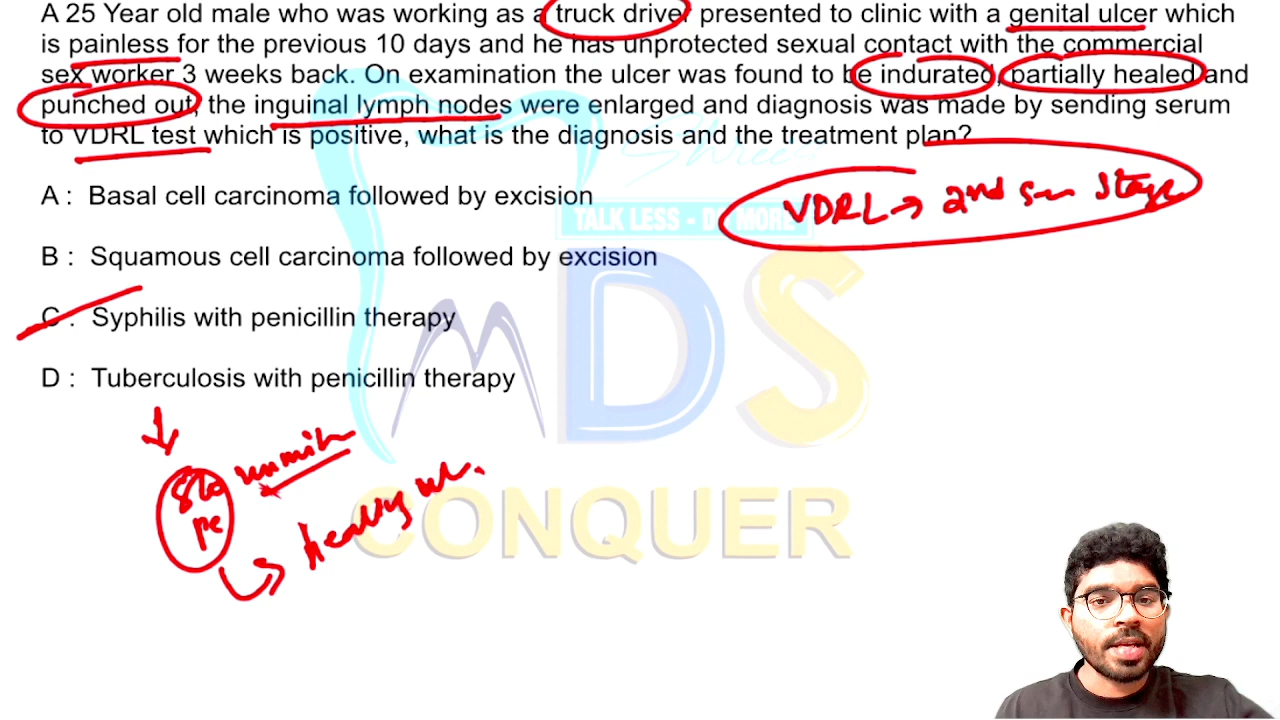 A 25 Year old male who was working as a truck driver presented to clinic with a genital ulcer which
is painless for the previous 10 days and he has unprotected sexual contact with the commercial
sex worker 3 weeks back. On examination the ulcer was found to be indurated, partially healed and
punched out, the inguinal lymph nodes were enlarged and diagnosis was made by sending serum
to VDRL test which is positive, what is the diagnosis and the treatment plan?
A : Basal cell carcinoma followed by excision
VDRL → 2nd stage
TALK LESS - DO MORE
B : Squamous cell carcinoma followed by excision
C : Syphilis with penicillin therapy
D : Tuberculosis with penicillin therapy
MDS
healing
CONQUER